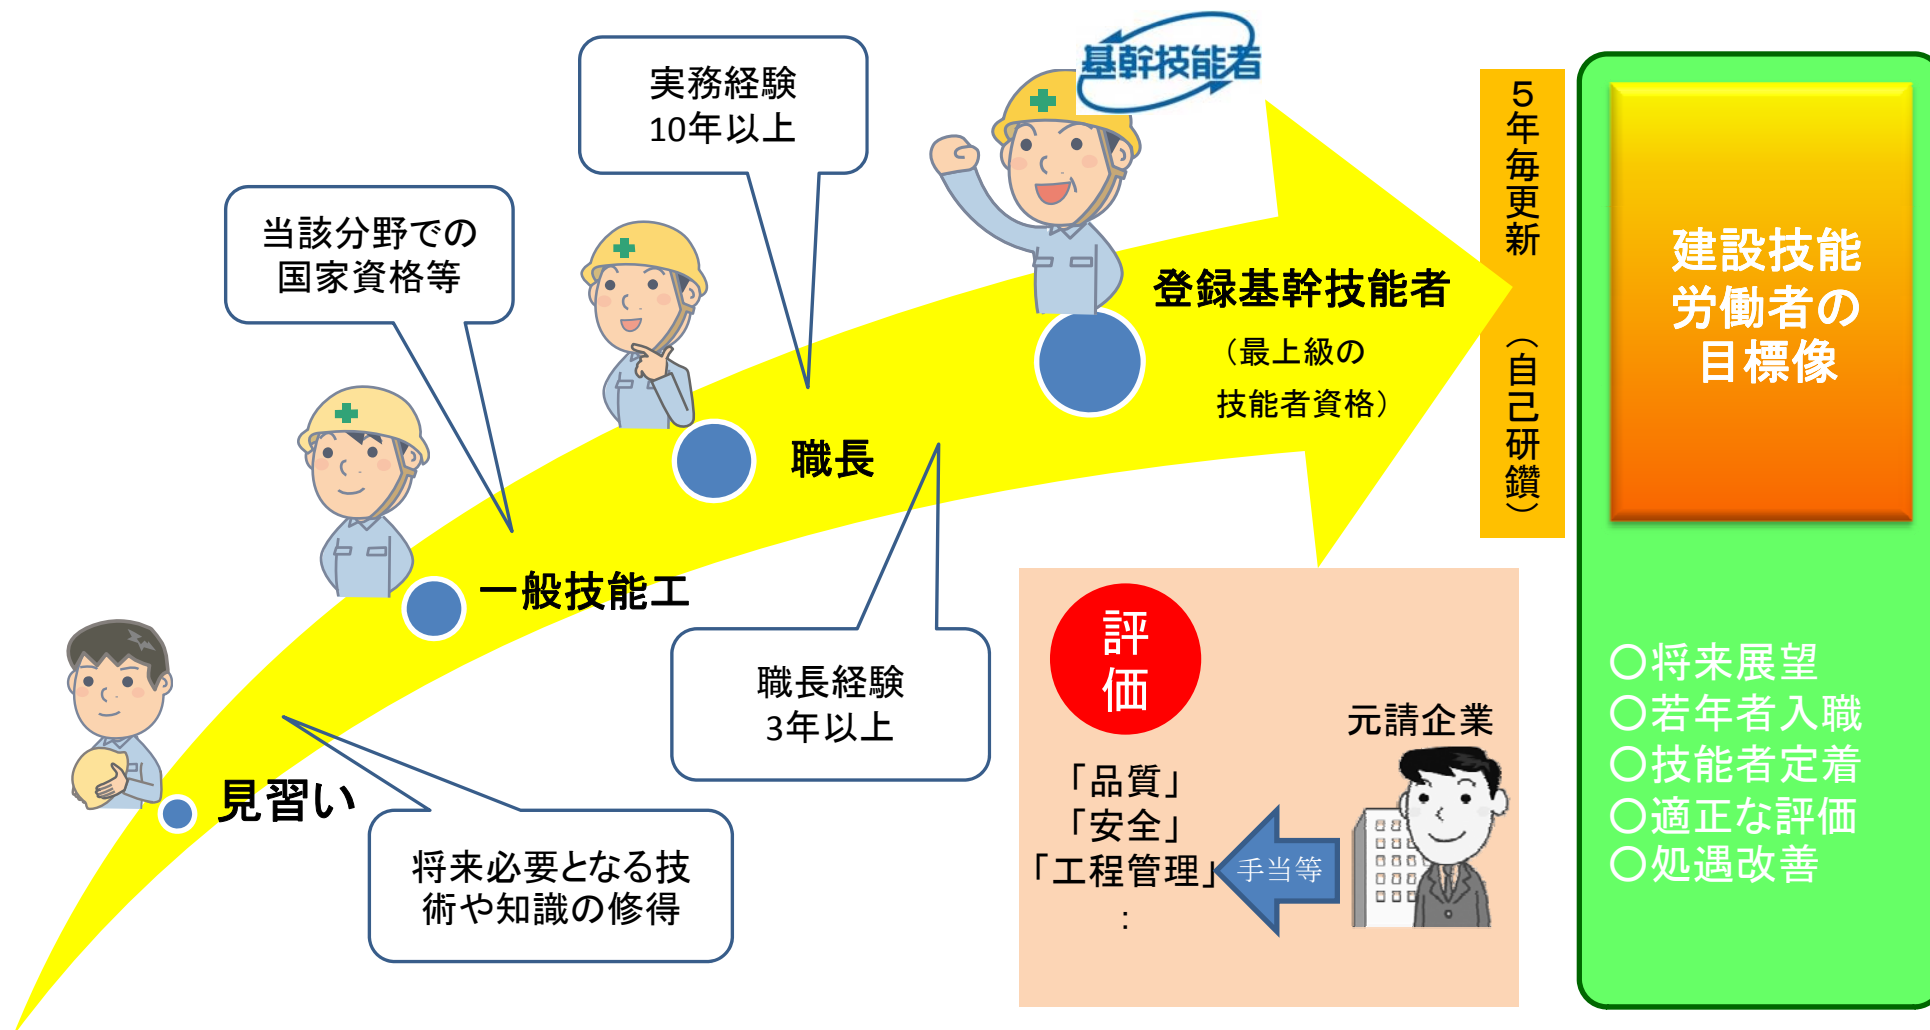 基幹技能者
実務経験
10年以上
当該分野での
国家資格等
登録基幹技能者
（最上級の
技能者資格）
職長
一般技能工
見習い
職長経験
3年以上
将来必要となる技
術や知識の修得
５年毎更新　（自己研鑽）
評
価
「品質」
「安全」
「工程管理」
：
元請企業
手当等
建設技能
労働者の
目標像
〇将来展望
〇若年者入職
〇技能者定着
〇適正な評価
〇処遇改善